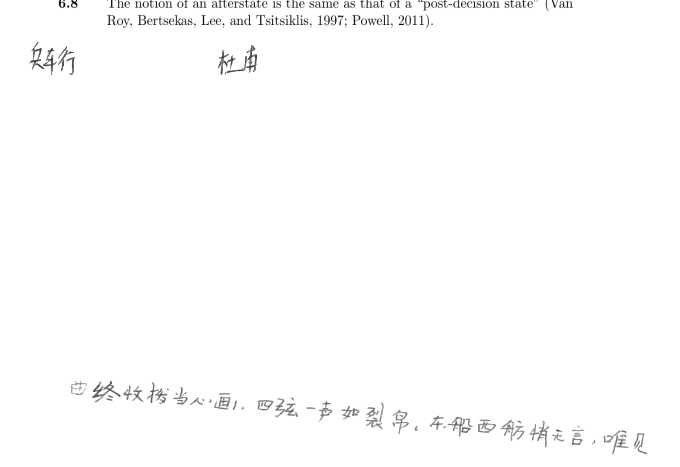 6.8 The notion of an afterstate is the same as that of a “post-decision state” (Van
Roy, Bertsekas, Lee, and Tsitsiklis, 1997; Powell, 2011).
兵车行 杜甫
曲终收拨当心画，四弦一声如裂帛。东船西舫悄无言，唯见